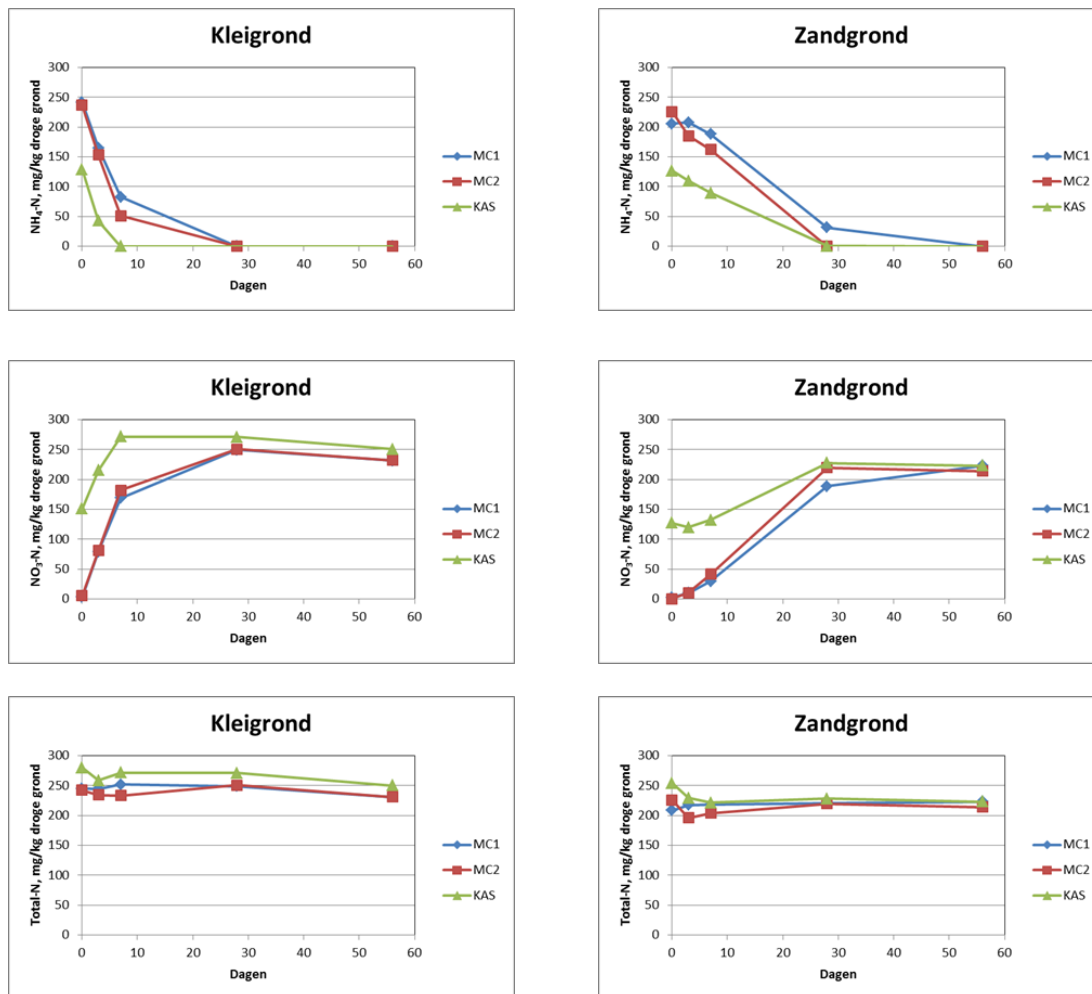 Kleigrond
NH₄-N, mg/kg droge grond
300
250
200
150
100
50
0
0 10 20 30 40 50 60
Dagen
MC1
MC2
KAS
Zandgrond
NH₄-N, mg/kg droge grond
300
250
200
150
100
50
0
0 10 20 30 40 50 60
Dagen
MC1
MC2
KAS
Kleigrond
NO₃-N, mg/kg droge grond
300
250
200
150
100
50
0
0 10 20 30 40 50 60
Dagen
MC1
MC2
KAS
Zandgrond
NO₃-N, mg/kg droge grond
300
250
200
150
100
50
0
0 10 20 30 40 50 60
Dagen
MC1
MC2
KAS
Kleigrond
Total-N, mg/kg droge grond
300
250
200
150
100
50
0
0 10 20 30 40 50 60
Dagen
MC1
MC2
KAS
Zandgrond
Total-N, mg/kg droge grond
300
250
200
150
100
50
0
0 10 20 30 40 50 60
Dagen
MC1
MC2
KAS